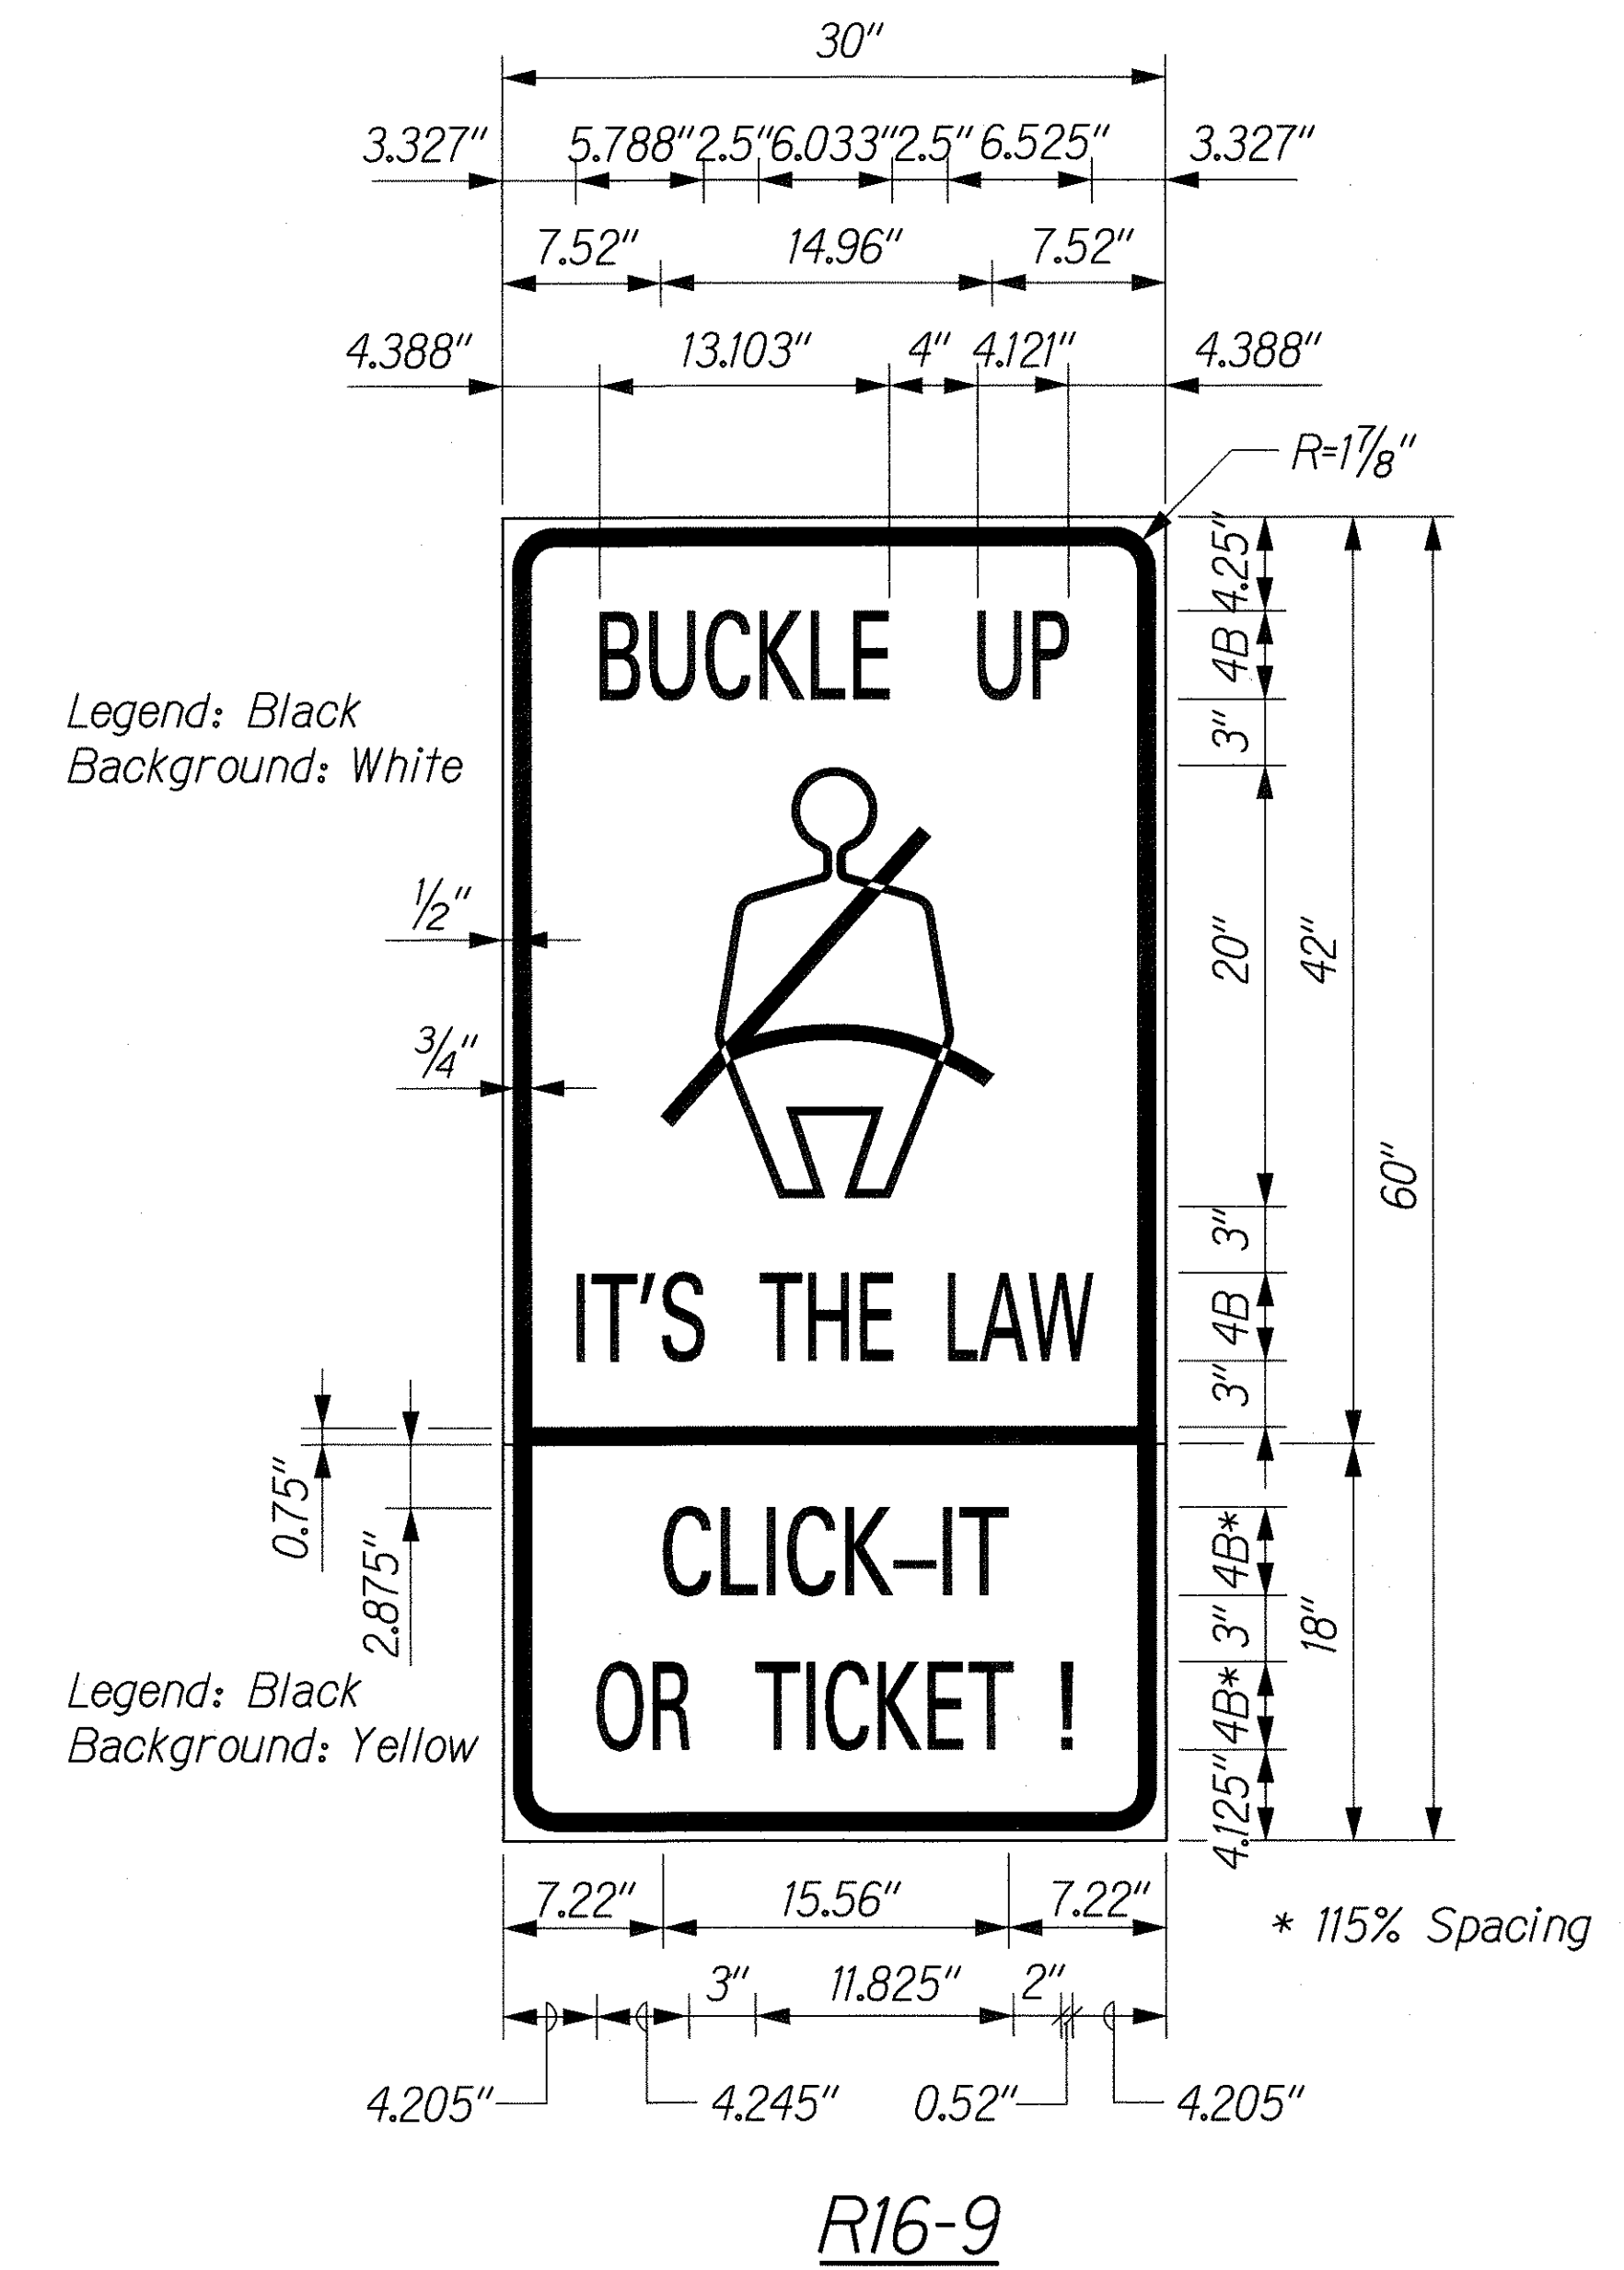 30"
3.327" 5.788" 2.5" 6.033" 2.5" 6.525" 3.327"
7.52" 14.96" 7.52"
4.388" 13.103" 4" 4.121" 4.388"
R=1 7/8"
4.25"
BUCKLE UP
4B
Legend: Black
Background: White
3"
1/2"
20"
42"
3/4"
60"
3"
IT'S THE LAW
4B
3"
0.75"
2.875"
CLICK–IT
4B*
3"
18"
OR TICKET !
4B*
Legend: Black
Background: Yellow
4.125"
7.22" 15.56" 7.22"
* 115% Spacing
3" 11.825" 2"
4.205" 4.245" 0.52" 4.205"
R16-9